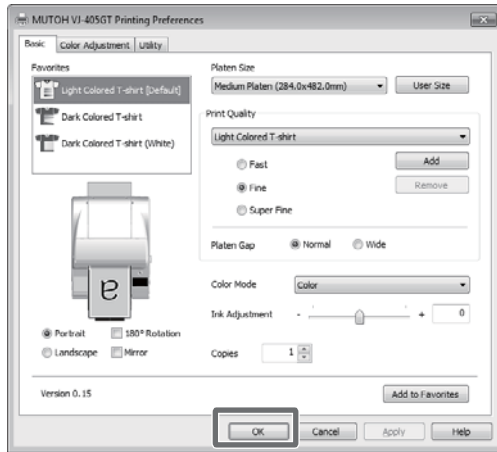 MUTOH VJ-405GT Printing Preferences
Basic Color Adjustment Utility
Favorites
Light Colored T-shirt [Default]
Dark Colored T-shirt
Dark Colored T-shirt (White)
a
Portrait 180° Rotation
Landscape Mirror
Platen Size
Medium Platen (284.0x482.0mm) User Size
Print Quality
Light Colored T-shirt
Fast Add
Fine Remove
Super Fine
Platen Gap Normal Wide
Color Mode Color
Ink Adjustment - + 0
Copies 1
Version 0.15 Add to Favorites
OK Cancel Apply Help